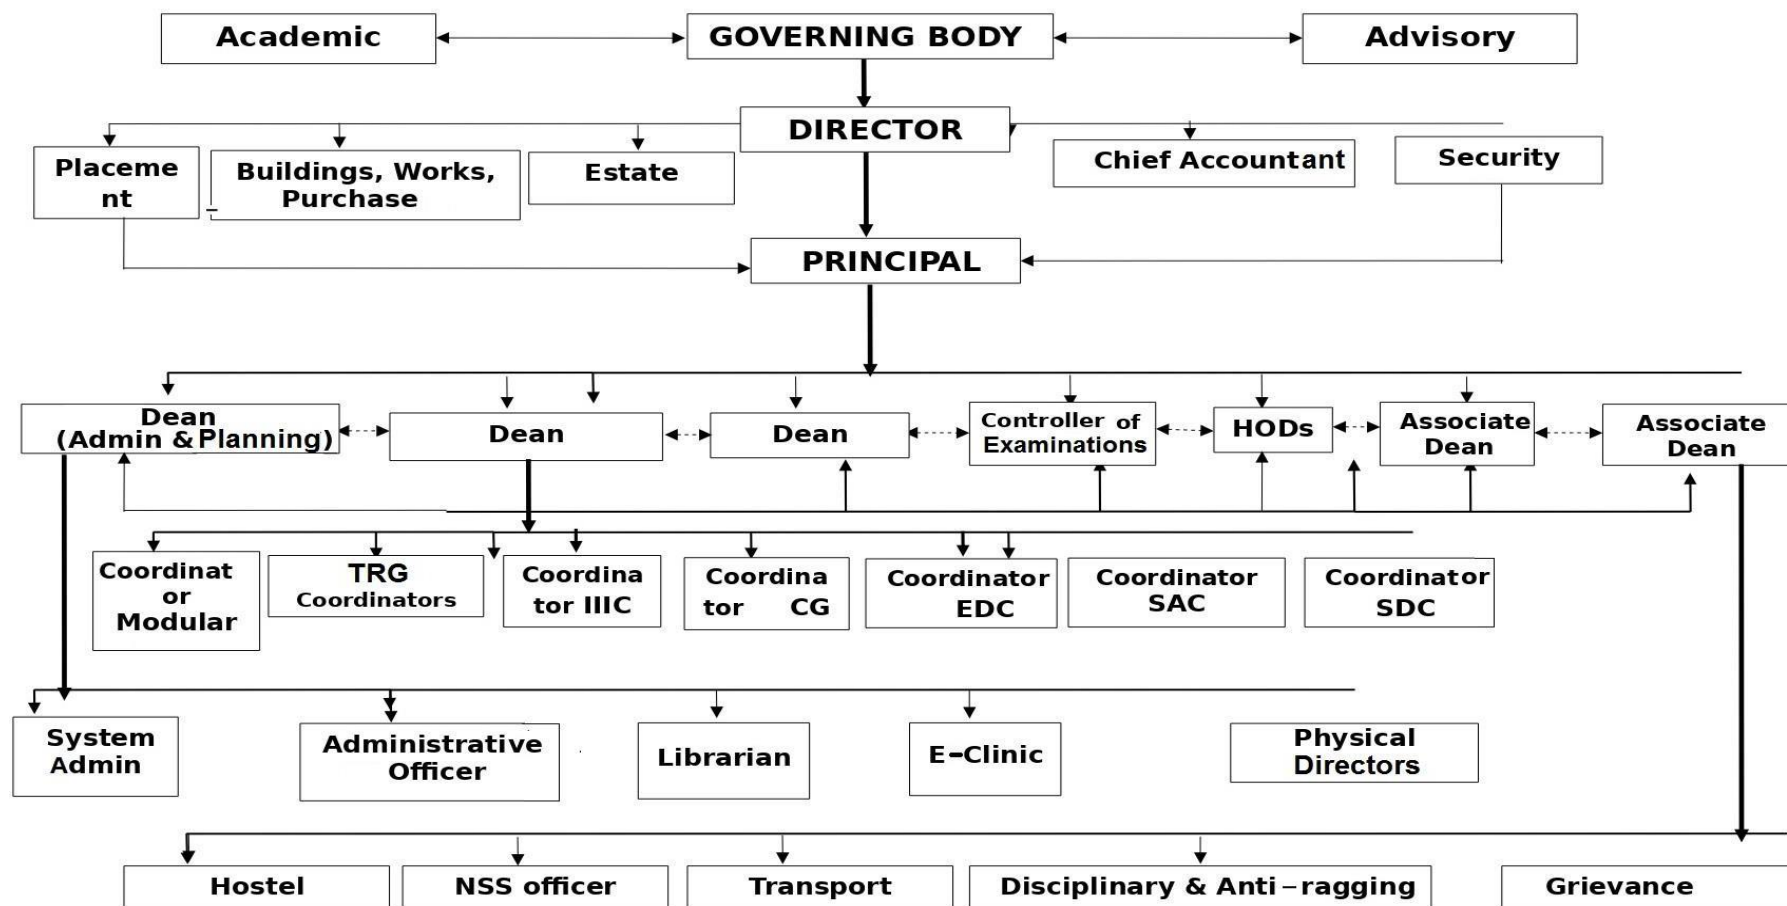 Academic
GOVERNING BODY
Advisory
DIRECTOR
Placeme
nt
Buildings, Works,
Purchase
Estate
Chief Accountant
Security
PRINCIPAL
Dean
(Admin & Planning)
Dean
Dean
Controller of
Examinations
HODs
Associate
Dean
Associate
Dean
Coordinat
or
Modular
TRG
Coordinators
Coordina
tor IIIC
Coordina
tor CG
Coordinator
EDC
Coordinator
SAC
Coordinator
SDC
System
Admin
Administrative
Officer
Librarian
E-Clinic
Physical
Directors
Hostel
NSS officer
Transport
Disciplinary & Anti-ragging
Grievance